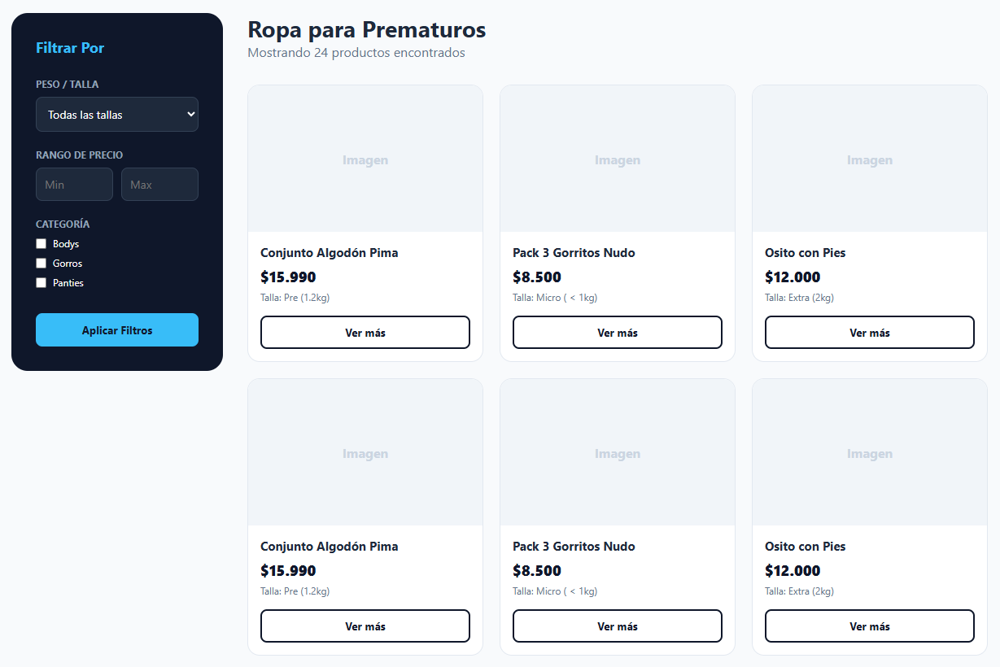 Filtrar Por
PESO / TALLA
Todas las tallas
RANGO DE PRECIO
Min Max
CATEGORÍA
Bodys
Gorros
Panties
Aplicar Filtros
Ropa para Prematuros
Mostrando 24 productos encontrados
Imagen
Conjunto Algodón Pima
$15.990
Talla: Pre (1.2kg)
Ver más
Imagen
Pack 3 Gorritos Nudo
$8.500
Talla: Micro ( < 1kg)
Ver más
Imagen
Osito con Pies
$12.000
Talla: Extra (2kg)
Ver más
Imagen
Conjunto Algodón Pima
$15.990
Talla: Pre (1.2kg)
Ver más
Imagen
Pack 3 Gorritos Nudo
$8.500
Talla: Micro ( < 1kg)
Ver más
Imagen
Osito con Pies
$12.000
Talla: Extra (2kg)
Ver más